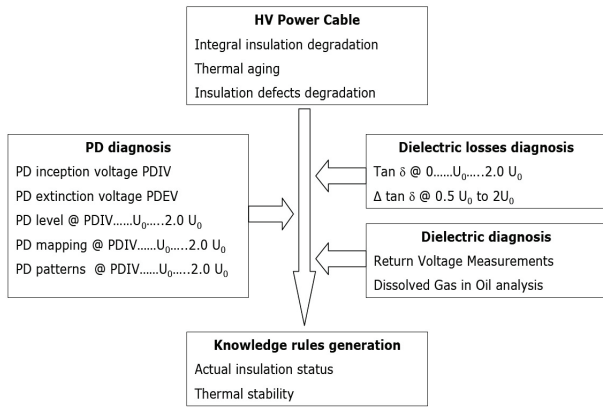 HV Power Cable
Integral insulation degradation
Thermal aging
Insulation defects degradation
PD diagnosis
PD inception voltage PDIV
PD extinction voltage PDEV
PD level @ PDIV......U₀.....2.0 U₀
PD mapping @ PDIV......U₀.....2.0 U₀
PD patterns @ PDIV......U₀.....2.0 U₀
Dielectric losses diagnosis
Tan δ @ 0......U₀.....2.0 U₀
Δ tan δ @ 0.5 U₀ to 2U₀
Dielectric diagnosis
Return Voltage Measurements
Dissolved Gas in Oil analysis
Knowledge rules generation
Actual insulation status
Thermal stability